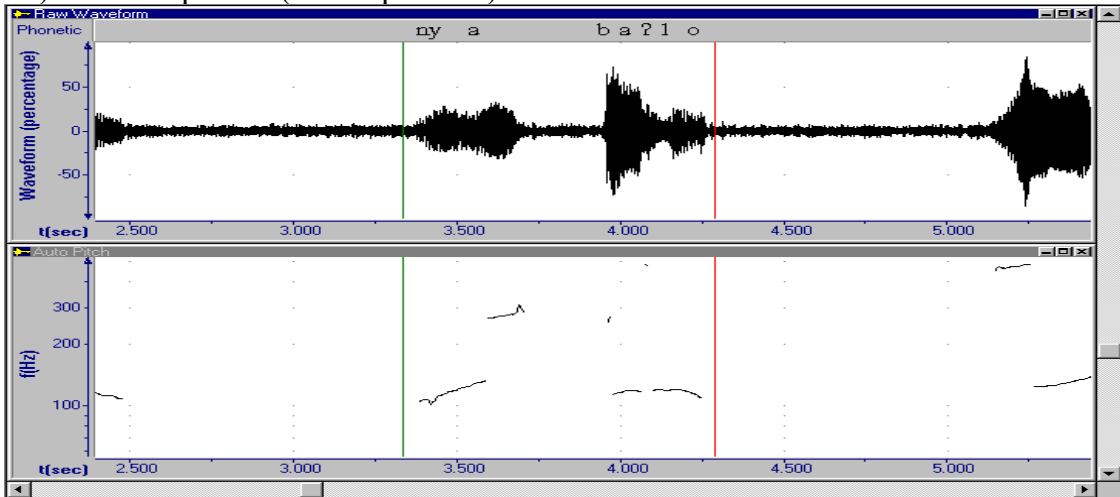 Raw Waveform
Phonetic ny a b a ʔ l o
Waveform (percentage)
50
0
-50
t(sec) 2.500 3.000 3.500 4.000 4.500 5.000
Auto Pitch
f(Hz)
300
200
100
t(sec) 2.500 3.000 3.500 4.000 4.500 5.000